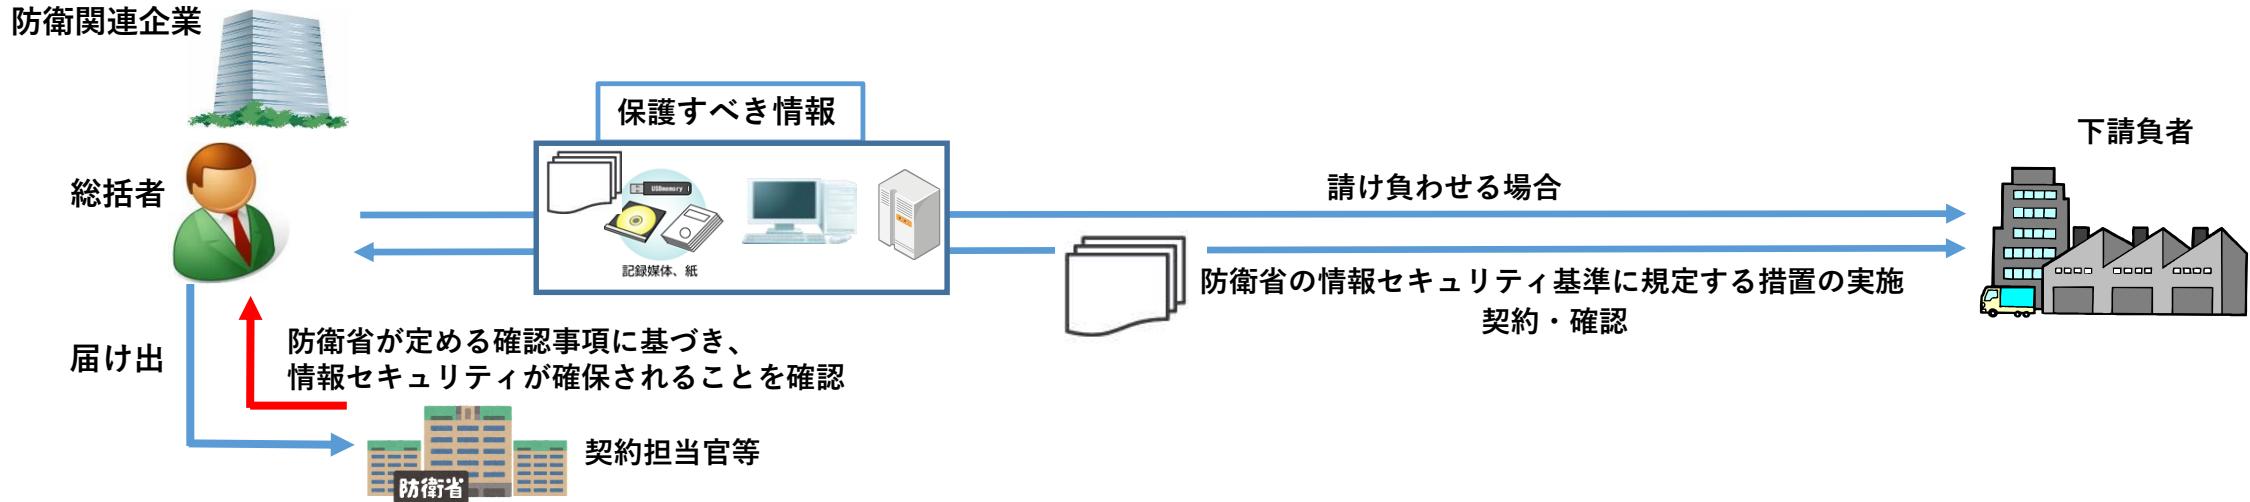 防衛関連企業
保護すべき情報
下請負者
総括者
USBmemory
請け負わせる場合
記録媒体、紙
防衛省の情報セキュリティ基準に規定する措置の実施
契約・確認
届け出
防衛省が定める確認事項に基づき、
情報セキュリティが確保されることを確認
契約担当官等
防衛省